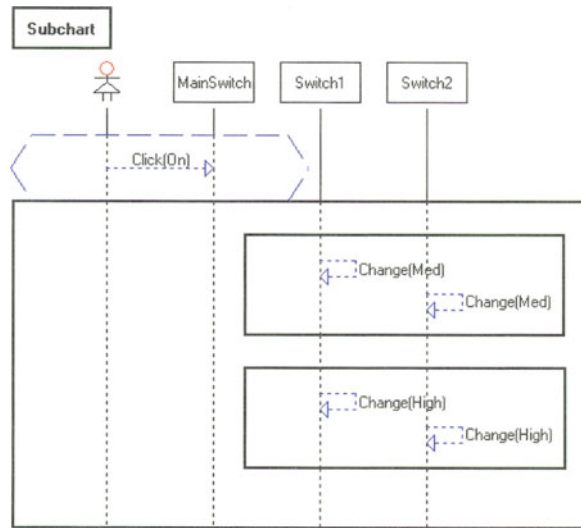 Subchart
MainSwitch
Switch1
Switch2
Click(On)
Change(Med)
Change(Med)
Change(High)
Change(High)